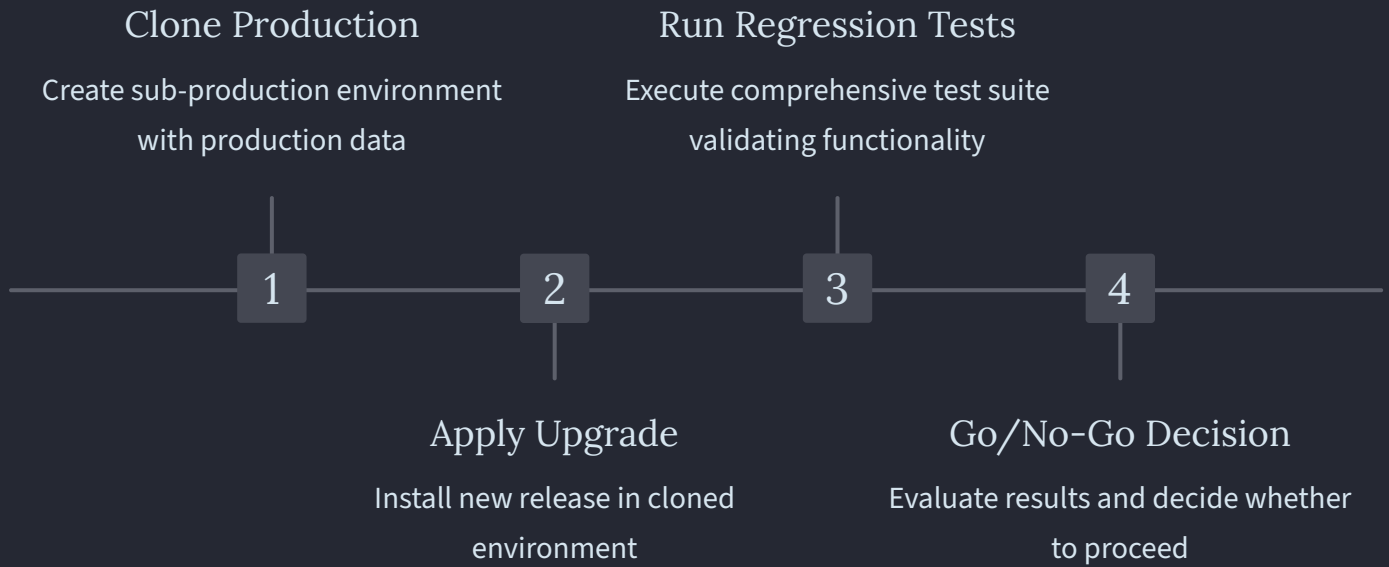 Clone Production
Create sub-production environment
with production data
Run Regression Tests
Execute comprehensive test suite
validating functionality
1
2
3
4
Apply Upgrade
Install new release in cloned
environment
Go/No-Go Decision
Evaluate results and decide whether
to proceed